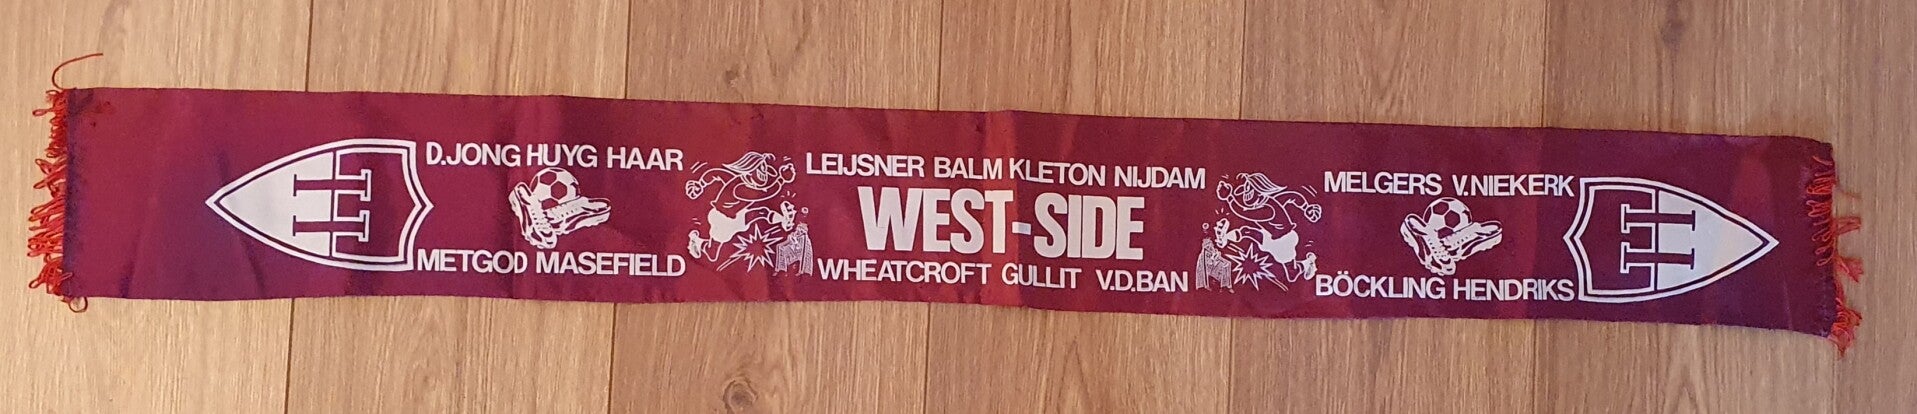 D.JONG HUYG HAAR
METGOD MASEFIELD
LEIJSNER BALM KLETON NIJDAM
WEST-SIDE
WHEATCROFT GULLIT V.D.BAN
MELGERS V.NIEKERK
BÖCKLING HENDRIKS